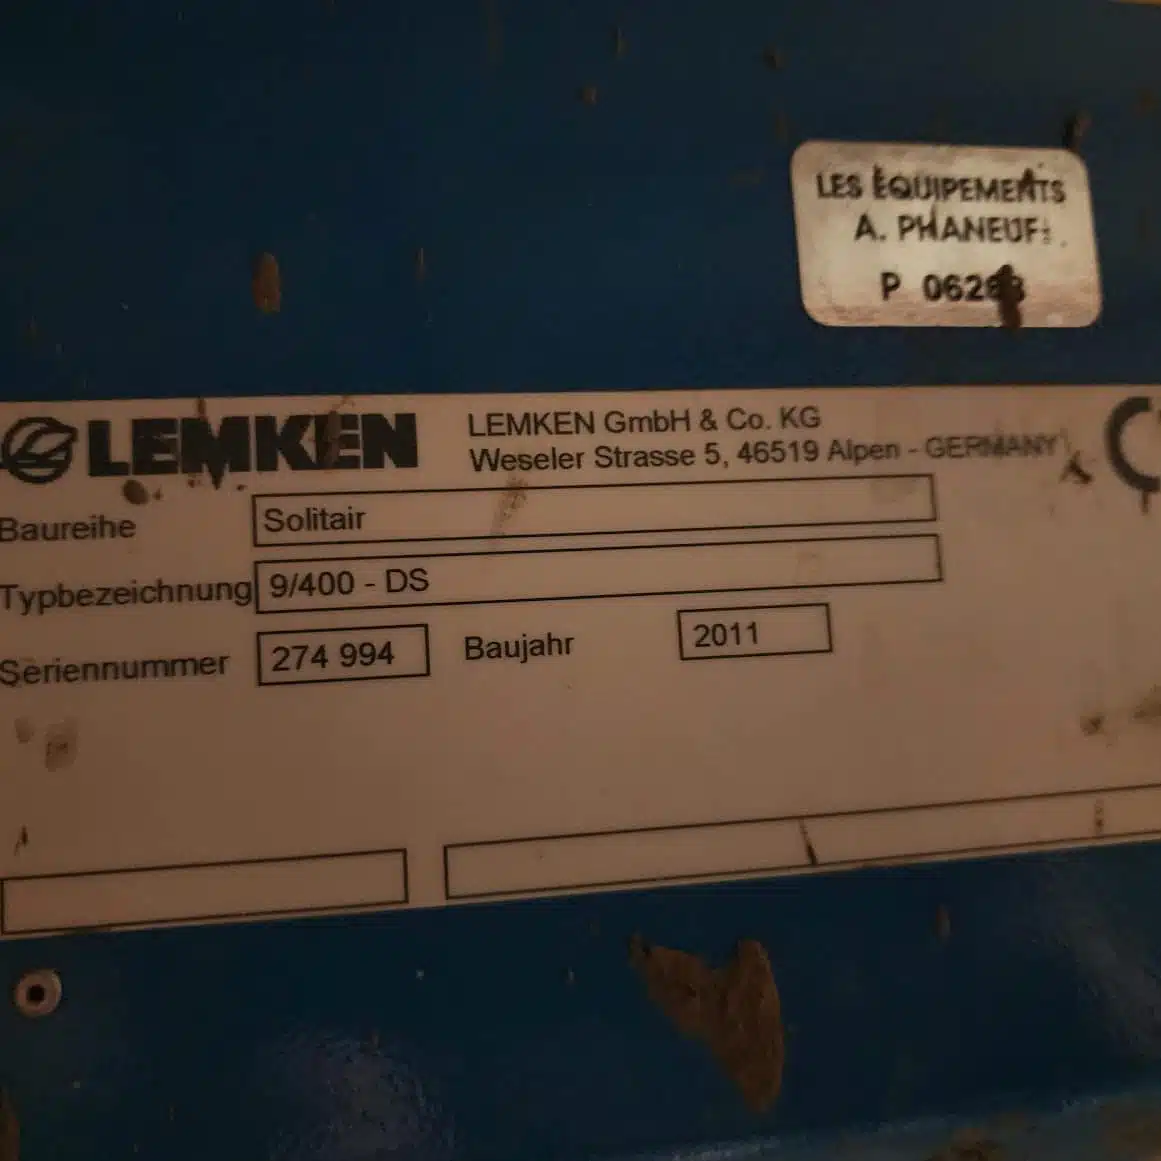 LES ÉQUIPEMENTS
A. PHANEUF
P
LEMKEN
LEMKEN GmbH & Co. KG
Weseler Strasse 5, 46519 Alpen - GERMANY
Baureihe
Solitair
Typbezeichnung
9/400 - DS
Seriennummer
274 994
Baujahr
2011